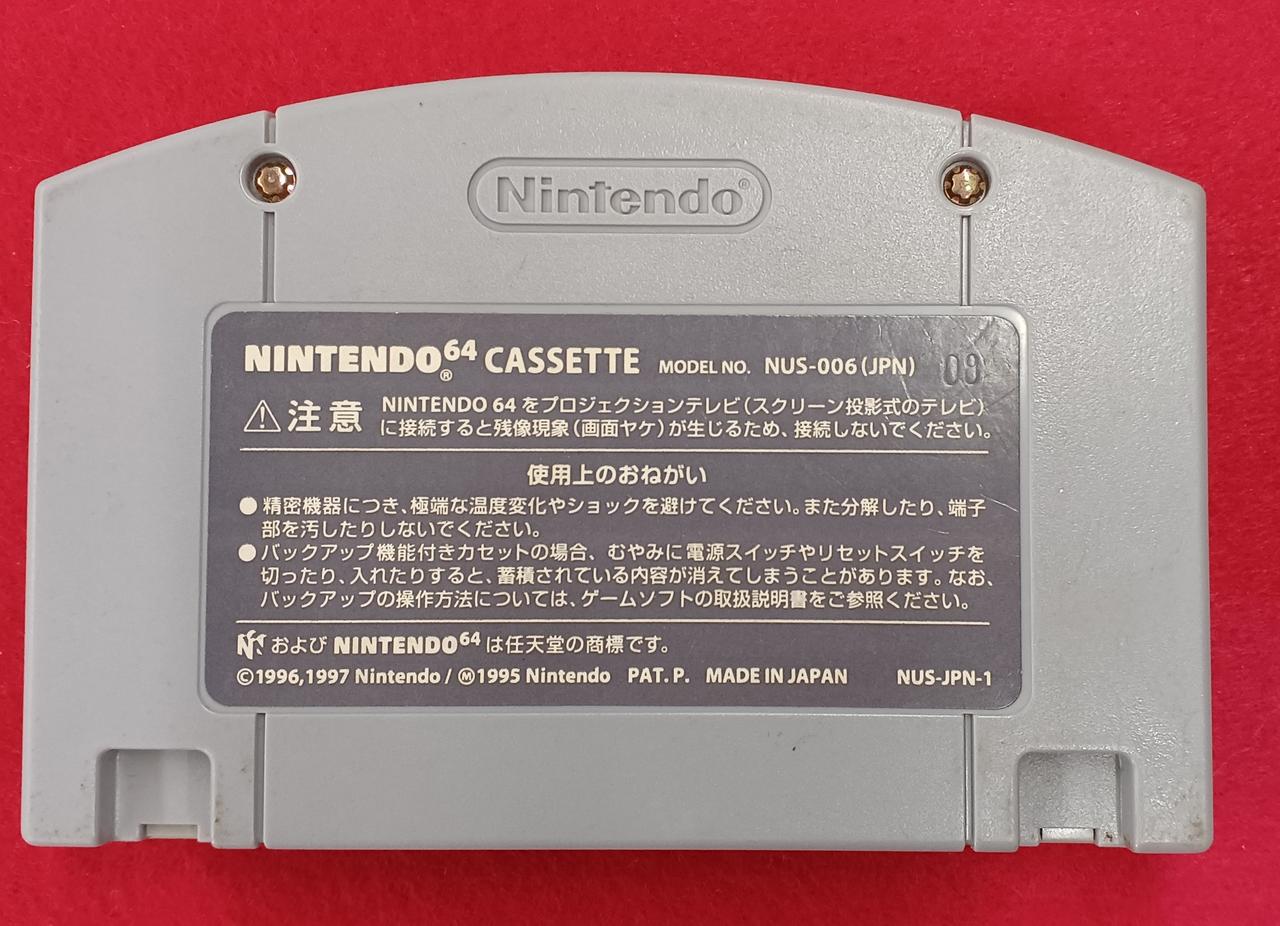 Nintendo®
NINTENDO64® CASSETTE MODEL NO. NUS-006(JPN) 09
⚠注意 NINTENDO 64をプロジェクションテレビ(スクリーン投影式のテレビ)
に接続すると残像現象(画面ヤケ)が生じるため、接続しないでください。
使用上のおねがい
●精密機器につき、極端な温度変化やショックを避けてください。また分解したり、端子
部を汚したりしないでください。
●バックアップ機能付きカセットの場合、むやみに電源スイッチやリセットスイッチを
切ったり、入れたりすると、蓄積されている内容が消えてしまうことがあります。なお、
バックアップの操作方法については、ゲームソフトの取扱説明書をご参照ください。
および NINTENDO64 は任天堂の商標です。
©1996,1997 Nintendo / Ⓜ1995 Nintendo PAT. P. MADE IN JAPAN NUS-JPN-1